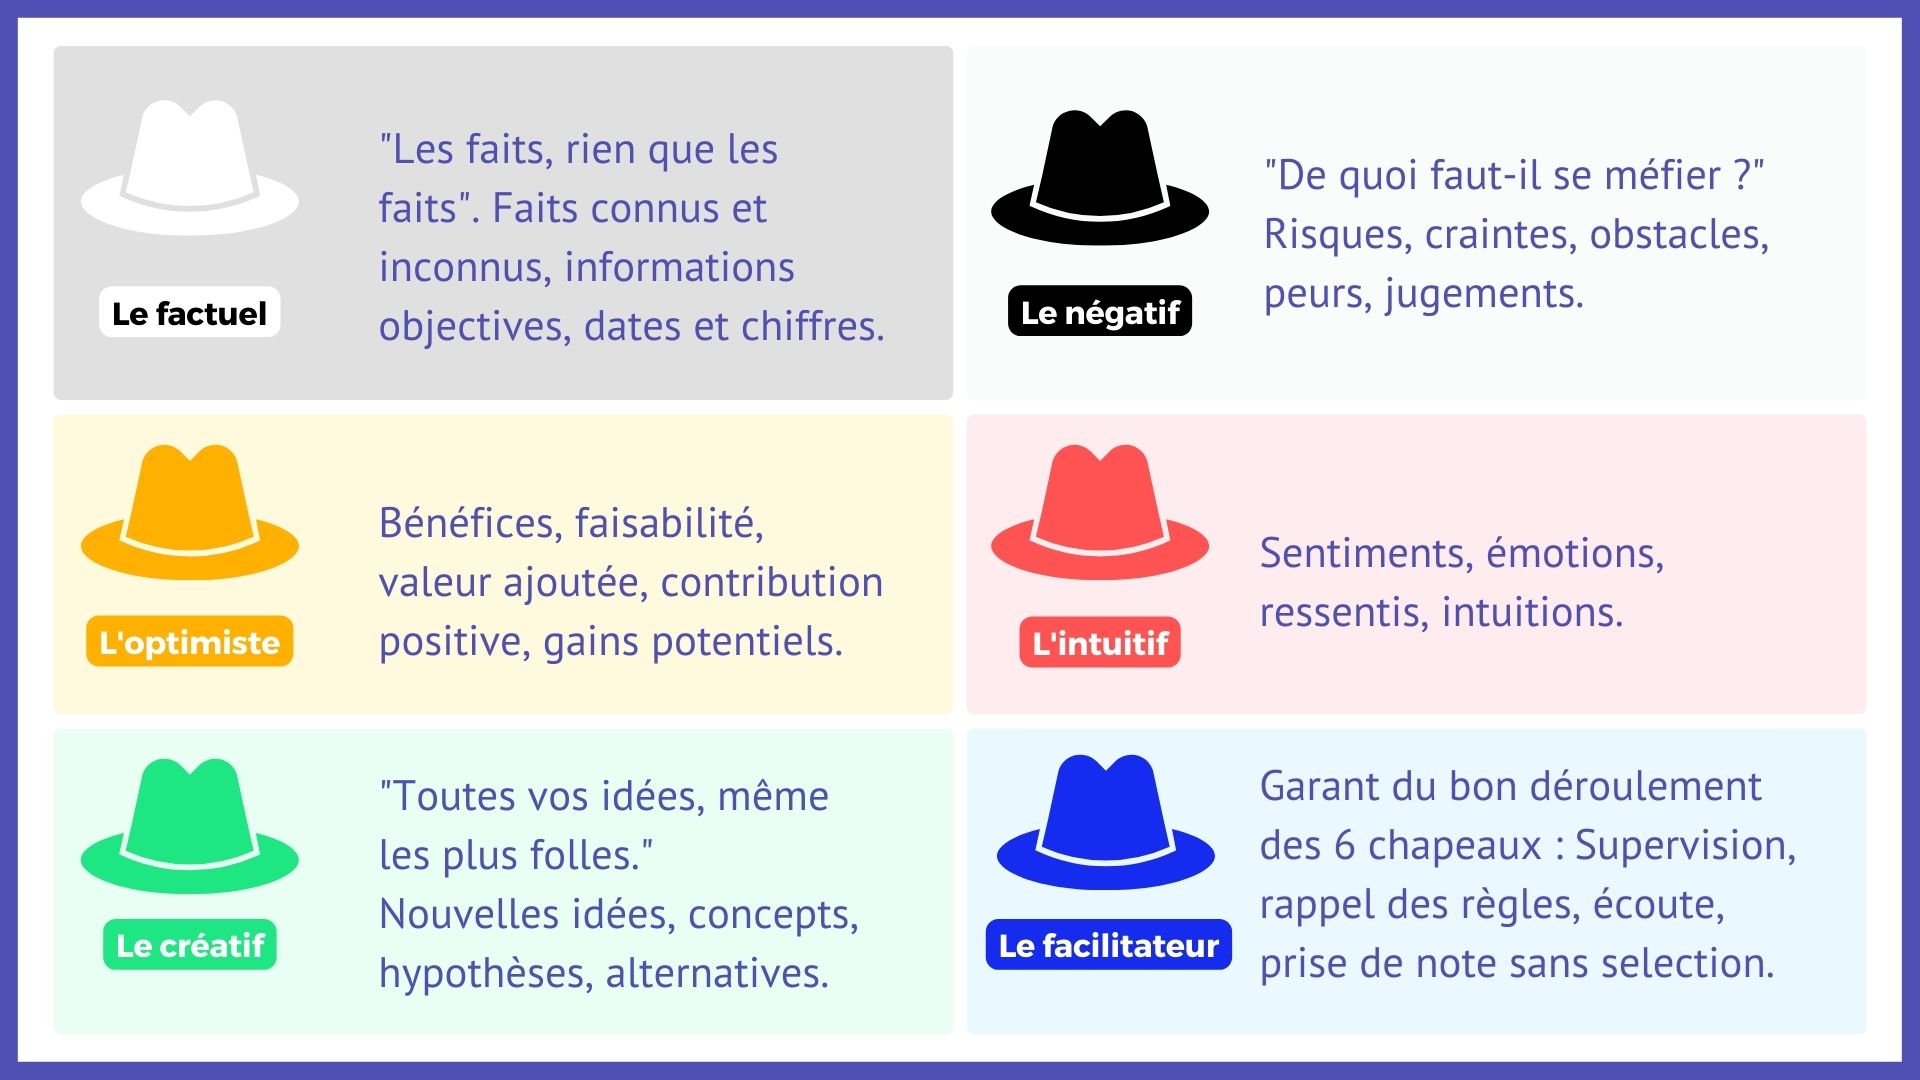 "Les faits, rien que les
faits". Faits connus et
inconnus, informations
objectives, dates et chiffres.
Le factuel
"De quoi faut-il se méfier ?"
Risques, craintes, obstacles,
peurs, jugements.
Le négatif
Bénéfices, faisabilité,
valeur ajoutée, contribution
positive, gains potentiels.
L'optimiste
Sentiments, émotions,
ressentis, intuitions.
L'intuitif
"Toutes vos idées, même
les plus folles."
Nouvelles idées, concepts,
hypothèses, alternatives.
Le créatif
Garant du bon déroulement
des 6 chapeaux : Supervision,
rappel des règles, écoute,
prise de note sans selection.
Le facilitateur